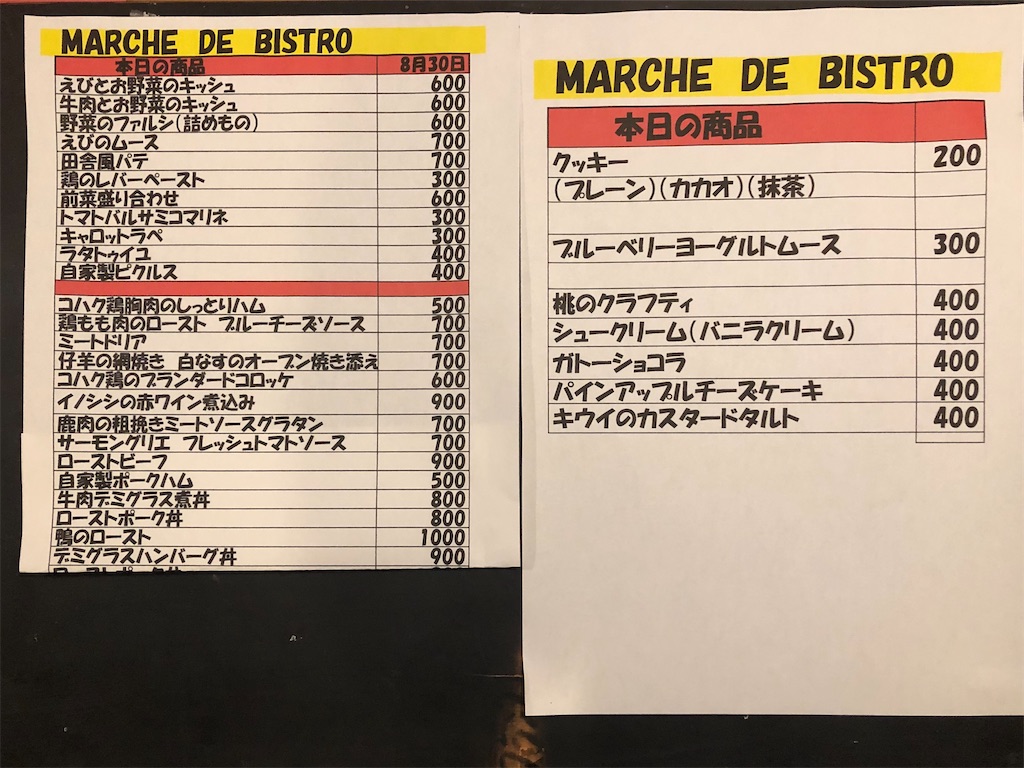 MARCHE DE BISTRO
本日の商品 8月30日
えびとお野菜のキッシュ 600
牛肉とお野菜のキッシュ 600
野菜のファルシ(詰めもの) 600
えびのムース 700
田舎風パテ 700
鶏のレバーペースト 300
前菜盛り合わせ 600
トマトバルサミコマリネ 300
キャロットラペ 300
ラタトゥイユ 400
自家製ピクルス 400
コハク鶏胸肉のしっとりハム 500
鶏もも肉のロースト ブルーチーズソース 700
ミートドリア 700
仔羊の網焼き 白なすのオーブン焼き添え 700
コハク鶏のブランダードコロッケ 600
イノシシの赤ワイン煮込み 900
鹿肉の粗挽きミートソースグラタン 700
サーモングリエ フレッシュトマトソース 700
ローストビーフ 900
自家製ポークハム 500
牛肉デミグラス煮丼 800
ローストポーク丼 800
鴨のロースト 1000
デミグラスハンバーグ丼 900
MARCHE DE BISTRO
本日の商品
クッキー 200
(プレーン)(カカオ)(抹茶)
ブルーベリーヨーグルトムース 300
桃のクラフティ 400
シュークリーム(バニラクリーム) 400
ガトーショコラ 400
パインアップルチーズケーキ 400
キウイのカスタードタルト 400